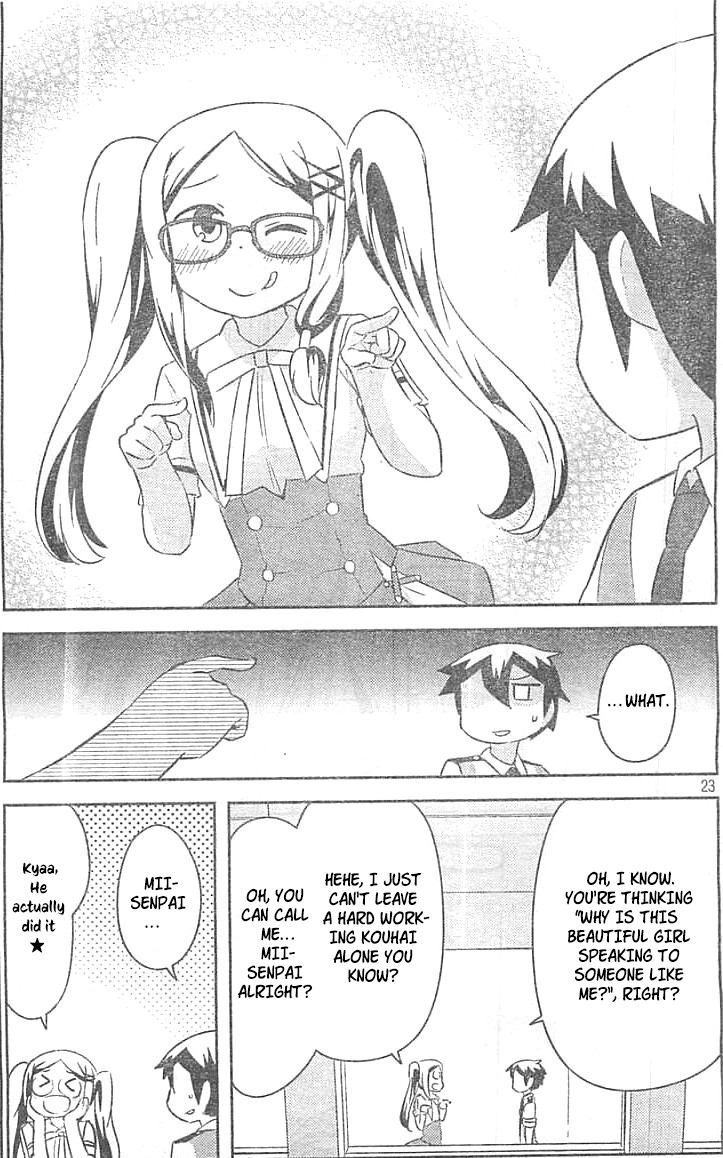 ...WHAT.
23
OH, I KNOW.
YOU'RE THINKING
"WHY IS THIS
BEAUTIFUL GIRL
SPEAKING TO
SOMEONE LIKE
ME?", RIGHT?
HEHE, I JUST
CAN'T LEAVE
A HARD WORK-
ING KOUHAI
ALONE YOU
KNOW?
OH, YOU
CAN CALL
ME...
MII-
SENPAI
ALRIGHT?
MII-
SENPAI
...
Kyaa,
He
actually
did it
★